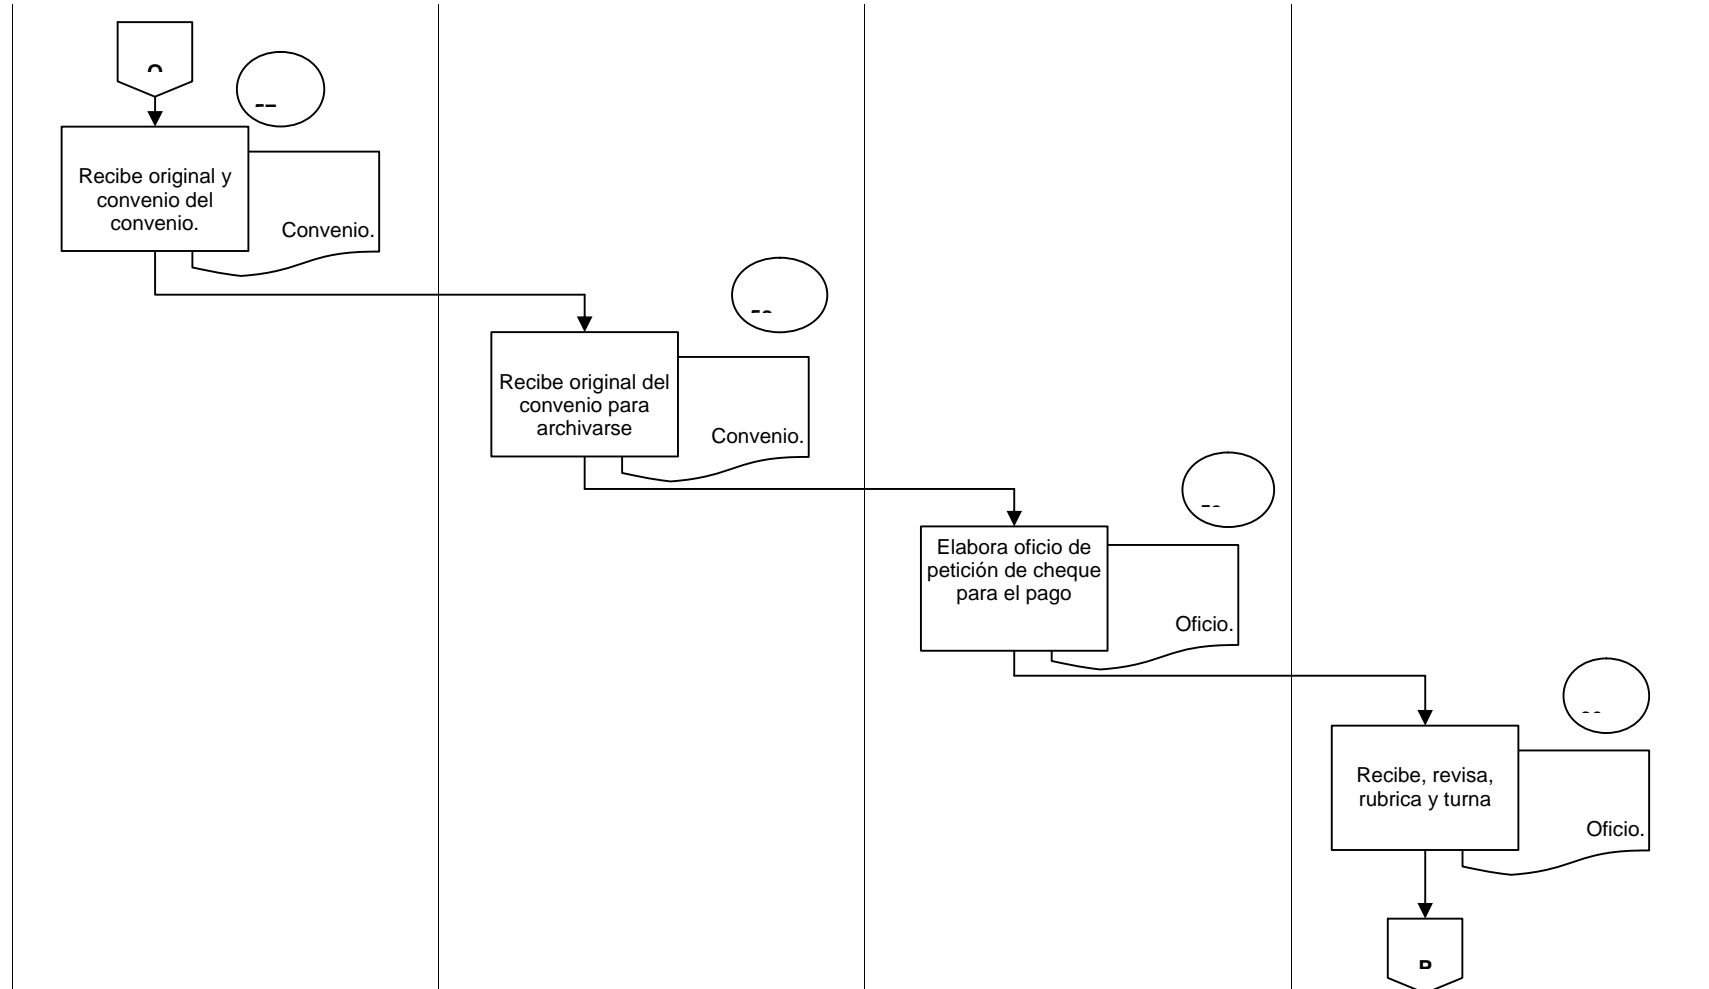 Recibe original y
convenio del
convenio.
Convenio.
Recibe original del
convenio para
archivarse
Convenio.
Elabora oficio de
petición de cheque
para el pago
Oficio.
Recibe, revisa,
rubrica y turna
Oficio.